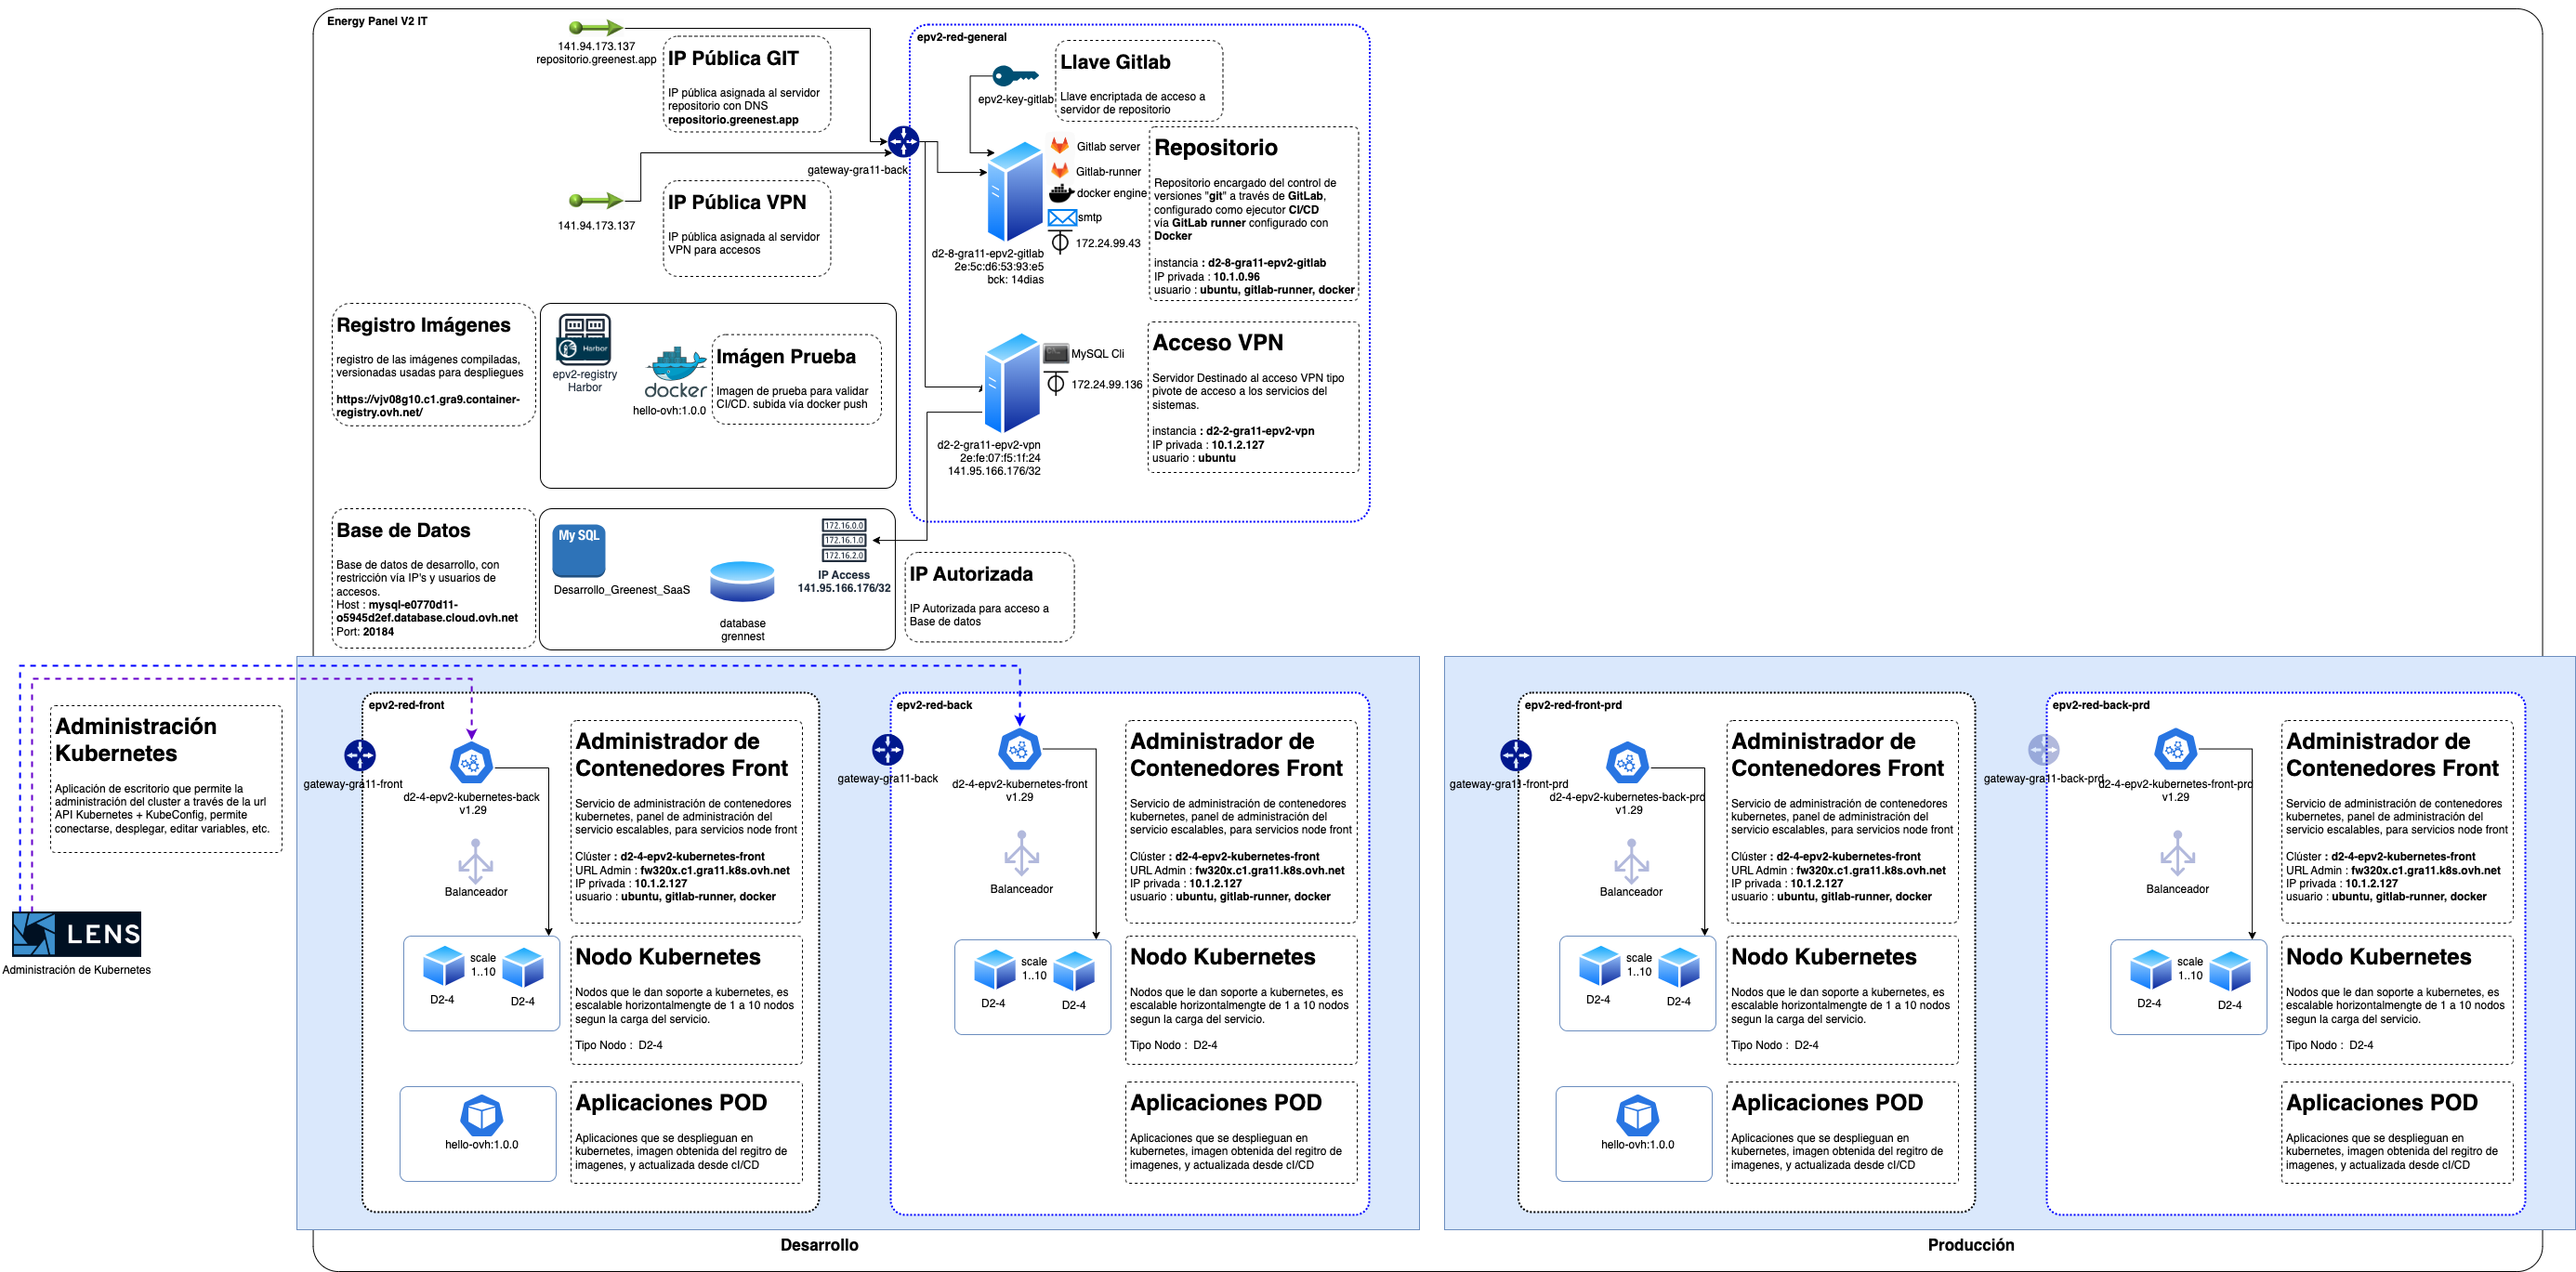 Energy Panel V2 IT
141.94.173.137
repositorio.greenest.app
IP Pública GIT
IP pública asignada al servidor
repositorio con DNS
repositorio.greenest.app
141.94.173.137
IP Pública VPN
IP pública asignada al servidor
VPN para accesos
gateway-gra11-back
epv2-red-general
epv2-key-gitlab
Llave Gitlab
Llave encriptada de acceso a
servidor de repositorio
Gitlab server
Gitlab-runner
docker engine
smtp
172.24.99.43
d2-8-gra11-epv2-gitlab
2e:5c:d6:53:93:e5
bck: 14dias
Repositorio
Repositorio encargado del control de
versiones "git" a través de GitLab,
configurado como ejecutor CI/CD
vía GitLab runner configurado con
Docker
instancia : d2-8-gra11-epv2-gitlab
IP privada : 10.1.0.96
usuario : ubuntu, gitlab-runner, docker
MySQL Cli
172.24.99.136
d2-2-gra11-epv2-vpn
2e:fe:07:f5:1f:24
141.95.166.176/32
Acceso VPN
Servidor Destinado al acceso VPN tipo
pivote de acceso a los servicios del
sistemas.
instancia : d2-2-gra11-epv2-vpn
IP privada : 10.1.2.127
usuario : ubuntu
Registro Imágenes
registro de las imágenes compiladas,
versionadas usadas para despliegues
https://vjv08g10.c1.gra9.container-
registry.ovh.net/
Harbor
epv2-registry
Harbor
docker
hello-ovh:1.0.0
Imágen Prueba
Imagen de prueba para validar
CI/CD. subida vía docker push
Base de Datos
Base de datos de desarrollo, con
restricción vía IP's y usuarios de
accesos.
Host : mysql-e0770d11-
o5945d2ef.database.cloud.ovh.net
Port: 20184
My SQL
Desarrollo_Greenest_SaaS
database
grennest
172.16.0.0
172.16.1.0
172.16.2.0
IP Access
141.95.166.176/32
IP Autorizada
IP Autorizada para acceso a
Base de datos
Administración
Kubernetes
Aplicación de escritorio que permite la
administración del cluster a través de la url
API Kubernetes + KubeConfig, permite
conectarse, desplegar, editar variables, etc.
LENS
Administración de Kubernetes
epv2-red-front
gateway-gra11-front
d2-4-epv2-kubernetes-back
v1.29
Balanceador
scale
1..10
D2-4
D2-4
hello-ovh:1.0.0
Administrador de
Contenedores Front
Servicio de administración de contenedores
kubernetes, panel de administración del
servicio escalables, para servicios node front
Clúster : d2-4-epv2-kubernetes-front
URL Admin : fw320x.c1.gra11.k8s.ovh.net
IP privada : 10.1.2.127
usuario : ubuntu, gitlab-runner, docker
Nodo Kubernetes
Nodos que le dan soporte a kubernetes, es
escalable horizontalmengte de 1 a 10 nodos
segun la carga del servicio.
Tipo Nodo : D2-4
Aplicaciones POD
Aplicaciones que se despliegan en
kubernetes, imagen obtenida del regitro de
imagenes, y actualizada desde cI/CD
epv2-red-back
gateway-gra11-back
d2-4-epv2-kubernetes-front
v1.29
Balanceador
scale
1..10
D2-4
D2-4
Administrador de
Contenedores Front
Servicio de administración de contenedores
kubernetes, panel de administración del
servicio escalables, para servicios node front
Clúster : d2-4-epv2-kubernetes-front
URL Admin : fw320x.c1.gra11.k8s.ovh.net
IP privada : 10.1.2.127
usuario : ubuntu, gitlab-runner, docker
Nodo Kubernetes
Nodos que le dan soporte a kubernetes, es
escalable horizontalmengte de 1 a 10 nodos
segun la carga del servicio.
Tipo Nodo : D2-4
Aplicaciones POD
Aplicaciones que se despliegan en
kubernetes, imagen obtenida del regitro de
imagenes, y actualizada desde cI/CD
Desarrollo
epv2-red-front-prd
gateway-gra11-front-prd
d2-4-epv2-kubernetes-back-prd
v1.29
Balanceador
scale
1..10
D2-4
D2-4
hello-ovh:1.0.0
Administrador de
Contenedores Front
Servicio de administración de contenedores
kubernetes, panel de administración del
servicio escalables, para servicios node front
Clúster : d2-4-epv2-kubernetes-front
URL Admin : fw320x.c1.gra11.k8s.ovh.net
IP privada : 10.1.2.127
usuario : ubuntu, gitlab-runner, docker
Nodo Kubernetes
Nodos que le dan soporte a kubernetes, es
escalable horizontalmengte de 1 a 10 nodos
segun la carga del servicio.
Tipo Nodo : D2-4
Aplicaciones POD
Aplicaciones que se despliegan en
kubernetes, imagen obtenida del regitro de
imagenes, y actualizada desde cI/CD
epv2-red-back-prd
gateway-gra11-back-prd
d2-4-epv2-kubernetes-front-prd
v1.29
Balanceador
scale
1..10
D2-4
D2-4
Administrador de
Contenedores Front
Servicio de administración de contenedores
kubernetes, panel de administración del
servicio escalables, para servicios node front
Clúster : d2-4-epv2-kubernetes-front
URL Admin : fw320x.c1.gra11.k8s.ovh.net
IP privada : 10.1.2.127
usuario : ubuntu, gitlab-runner, docker
Nodo Kubernetes
Nodos que le dan soporte a kubernetes, es
escalable horizontalmengte de 1 a 10 nodos
segun la carga del servicio.
Tipo Nodo : D2-4
Aplicaciones POD
Aplicaciones que se despliegan en
kubernetes, imagen obtenida del regitro de
imagenes, y actualizada desde cI/CD
Producción